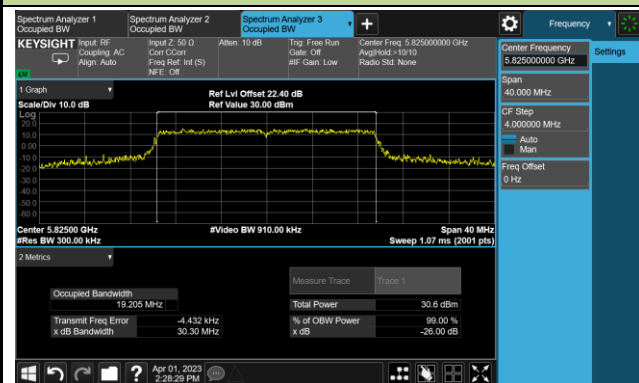 Spectrum Analyzer 1
Occupied BW
Spectrum Analyzer 2
Occupied BW
Spectrum Analyzer 3
Occupied BW
Frequency
KEYSIGHT
Input: RF
Coupling: AC
Align: Auto
Input Z: 50 Ω
Corr CCorr
Freq Ref: Int (S)
NFE: Off
Atten: 10 dB
Trig: Free Run
Gate: Off
#IF Gain: Low
Center Freq: 5.825000000 GHz
Avg|Hold:>10/10
Radio Std: None
Center Frequency
5.825000000 GHz
Settings
Span
40.000 MHz
CF Step
4.000000 MHz
Auto
Man
Freq Offset
0 Hz
1 Graph
Scale/Div 10.0 dB
Ref Lvl Offset 22.40 dB
Ref Value 30.00 dBm
Log
20.0
10.0
0.00
-10.0
-20.0
-30.0
-40.0
-50.0
-60.0
Center 5.82500 GHz
#Res BW 300.00 kHz
#Video BW 910.00 kHz
Span 40 MHz
Sweep 1.07 ms (2001 pts)
2 Metrics
Measure Trace
Trace 1
Occupied Bandwidth
19.205 MHz
Total Power
30.6 dBm
Transmit Freq Error
-4.432 kHz
% of OBW Power
99.00 %
x dB Bandwidth
30.30 MHz
x dB
-26.00 dB
Apr 01, 2023
2:28:29 PM